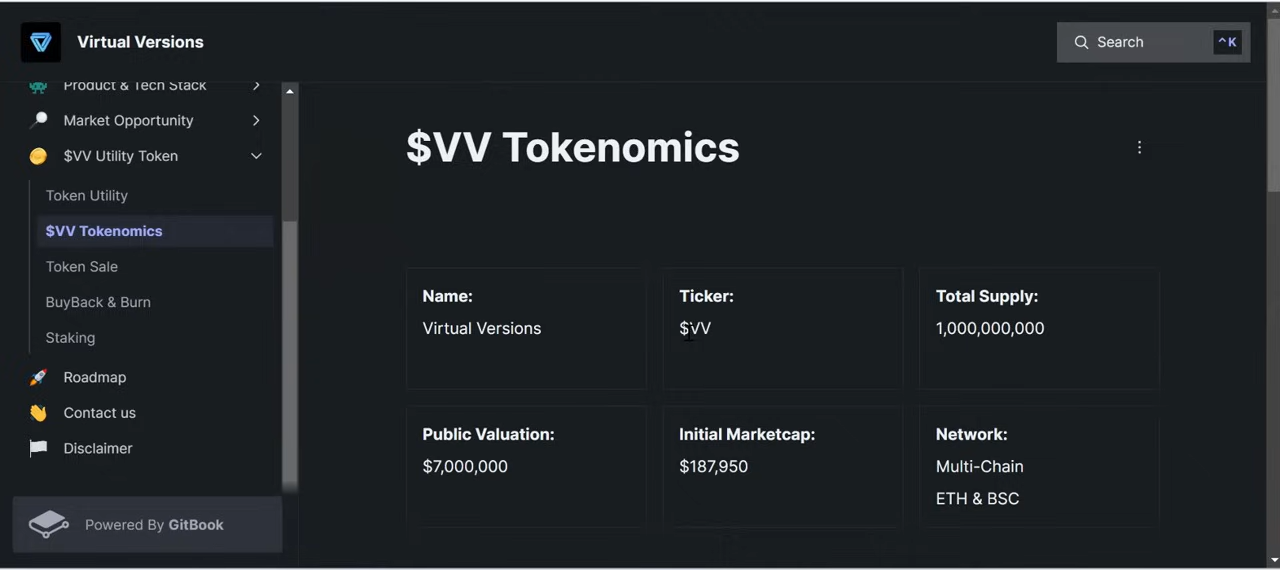 Virtual Versions
Search
^K
Product & Tech Stack
Market Opportunity
$VV Utility Token
Token Utility
$VV Tokenomics
Token Sale
BuyBack & Burn
Staking
Roadmap
Contact us
Disclaimer
Powered By GitBook
$VV Tokenomics
Name:
Virtual Versions
Ticker:
$VV
Total Supply:
1,000,000,000
Public Valuation:
$7,000,000
Initial Marketcap:
$187,950
Network:
Multi-Chain
ETH & BSC